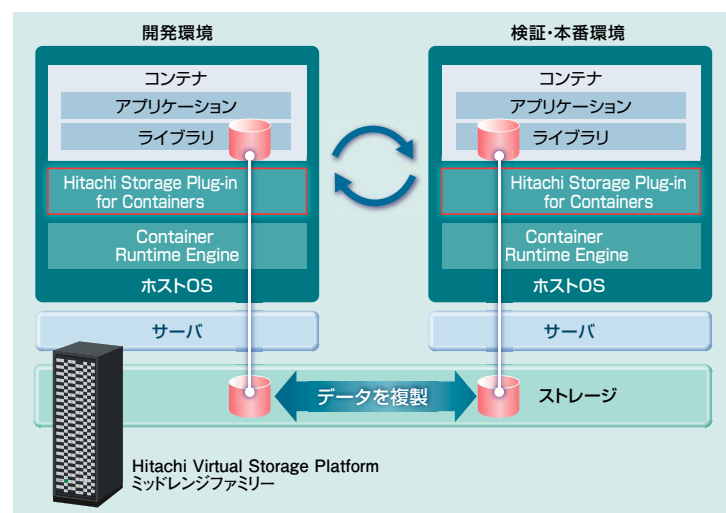 開発環境
コンテナ
アプリケーション
ライブラリ
Hitachi Storage Plug-in
for Containers
Container
Runtime Engine
ホストOS
サーバ
検証・本番環境
コンテナ
アプリケーション
ライブラリ
Hitachi Storage Plug-in
for Containers
Container
Runtime Engine
ホストOS
サーバ
データを複製
ストレージ
Hitachi Virtual Storage Platform
ミッドレンジファミリー